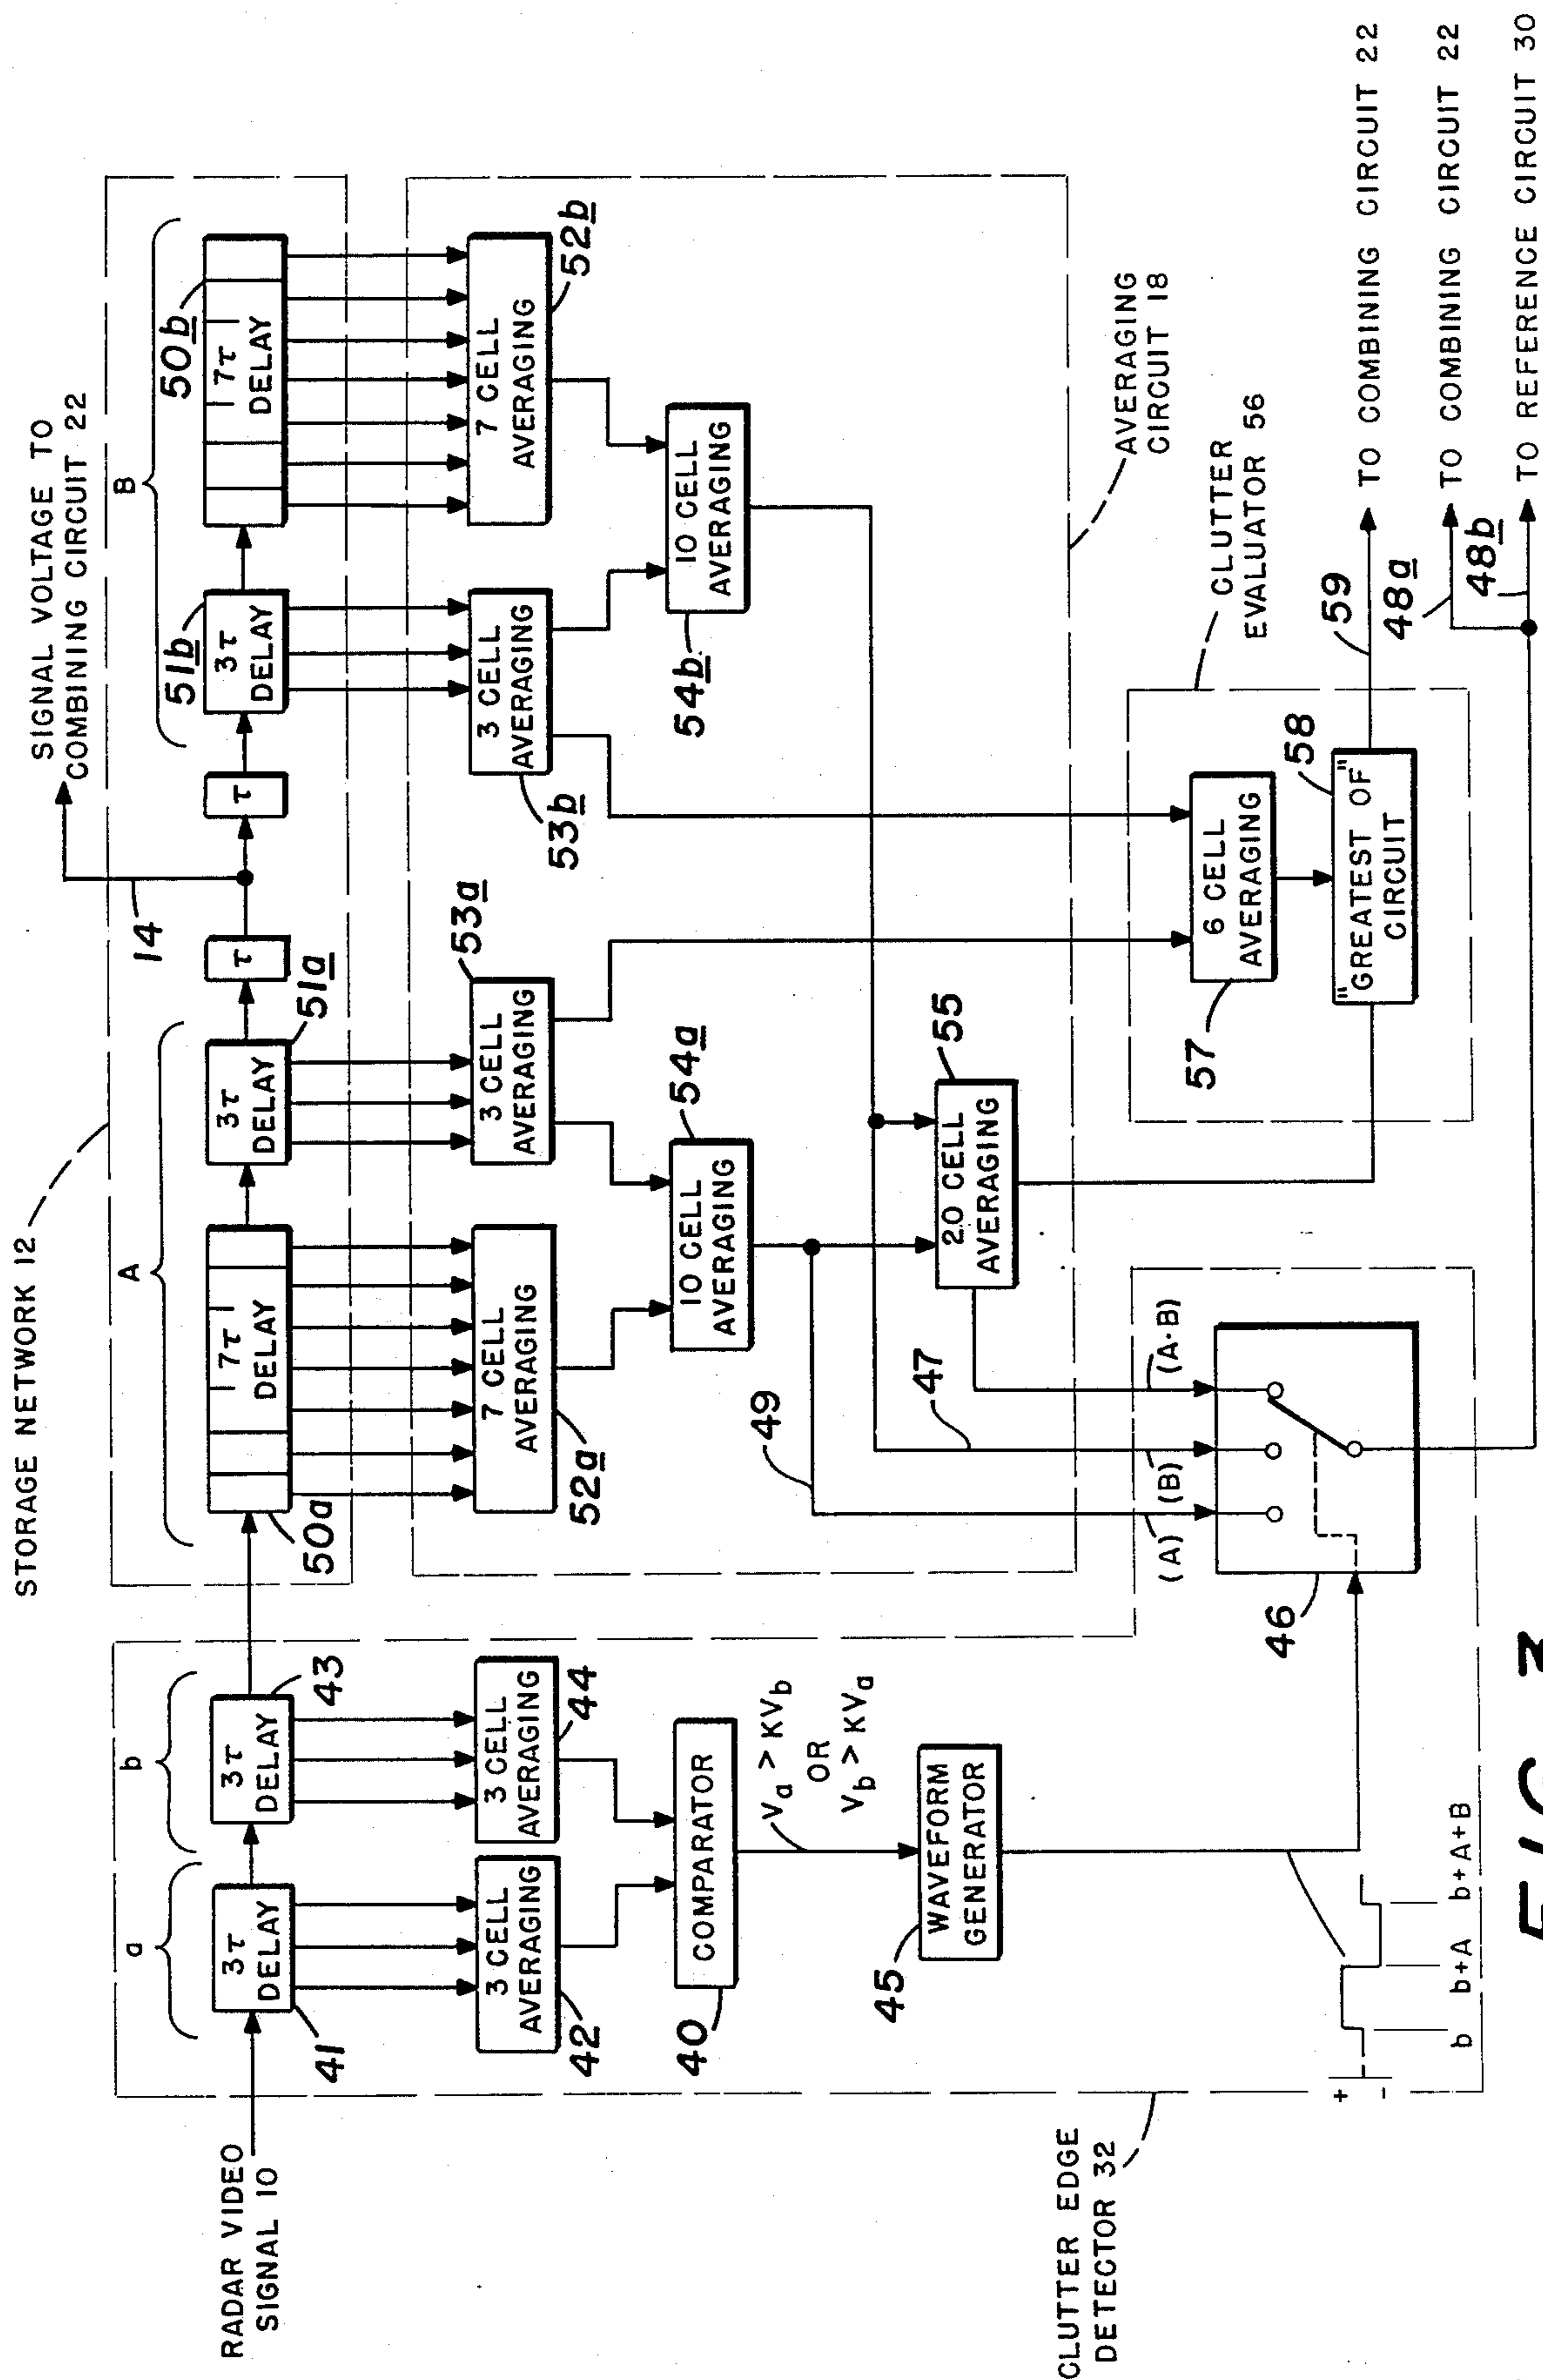 STORAGE NETWORK 12
SIGNAL VOLTAGE TO
COMBINING CIRCUIT 22
14
RADAR VIDEO
SIGNAL 10
a
b
A
B
3τ
DELAY
41
3τ
DELAY
43
7τ
DELAY
50a
3τ
DELAY
51a
τ
τ
3τ
DELAY
51b
7τ
DELAY
50b
3 CELL
AVERAGING
42
3 CELL
AVERAGING
44
7 CELL
AVERAGING
52a
3 CELL
AVERAGING
53a
3 CELL
AVERAGING
53b
7 CELL
AVERAGING
52b
COMPARATOR
40
Va > KVb
OR
Vb > KVa
10 CELL
AVERAGING
54a
10 CELL
AVERAGING
54b
WAVEFORM
GENERATOR
45
49
47
20 CELL
AVERAGING
55
AVERAGING
CIRCUIT 18
CLUTTER EDGE
DETECTOR 32
(A)
(B)
(A·B)
46
CLUTTER
EVALUATOR 56
6 CELL
AVERAGING
57
"GREATEST OF"
CIRCUIT
58
+
-
b
b+A
b+A+B
59
TO COMBINING CIRCUIT 22
48a
TO COMBINING CIRCUIT 22
48b
TO REFERENCE CIRCUIT 30
FIG 3